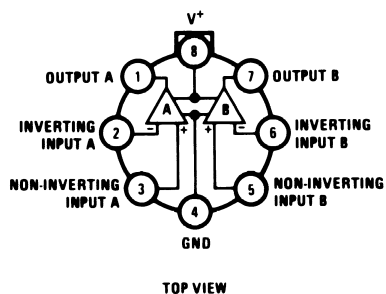 V+
8
OUTPUT A
1
7
OUTPUT B
A
B
INVERTING
INPUT A
2
−
+
+
−
6
INVERTING
INPUT B
NON-INVERTING
INPUT A
3
4
5
NON-INVERTING
INPUT B
GND
TOP VIEW